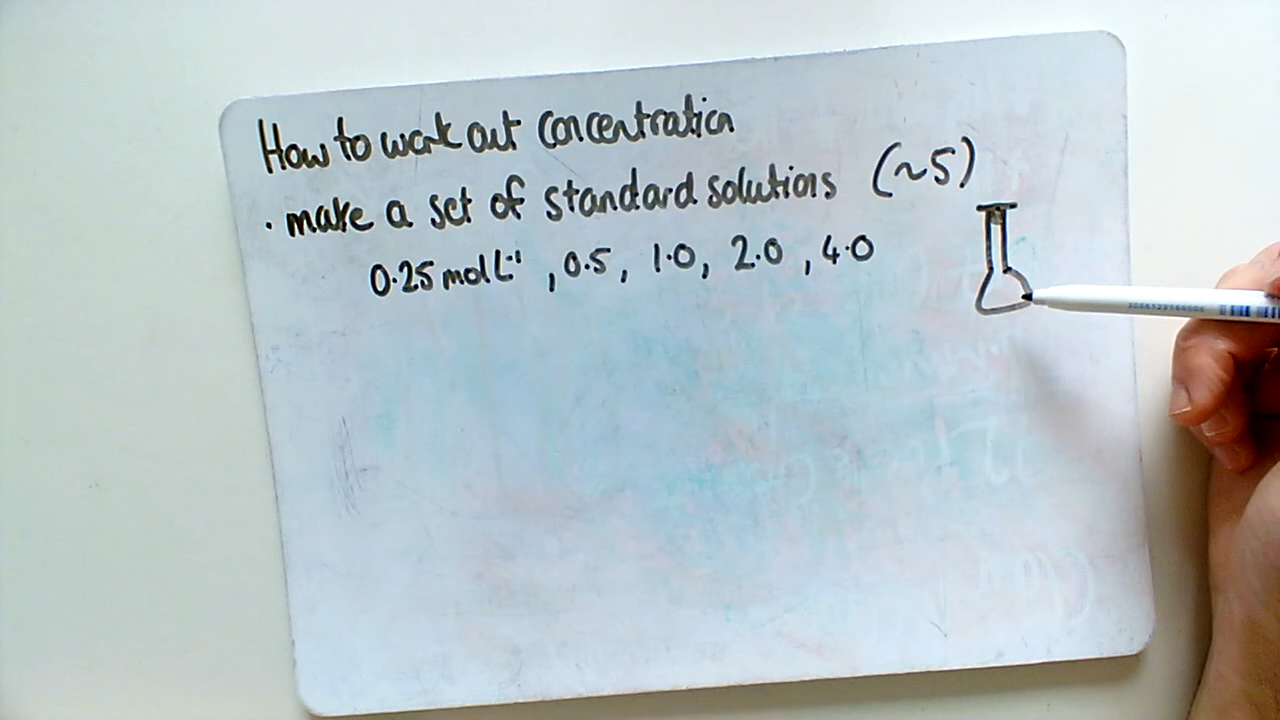 How to work out concentration
• make a set of standard solutions (~5)
0.25 mol L⁻¹, 0.5, 1.0, 2.0, 4.0